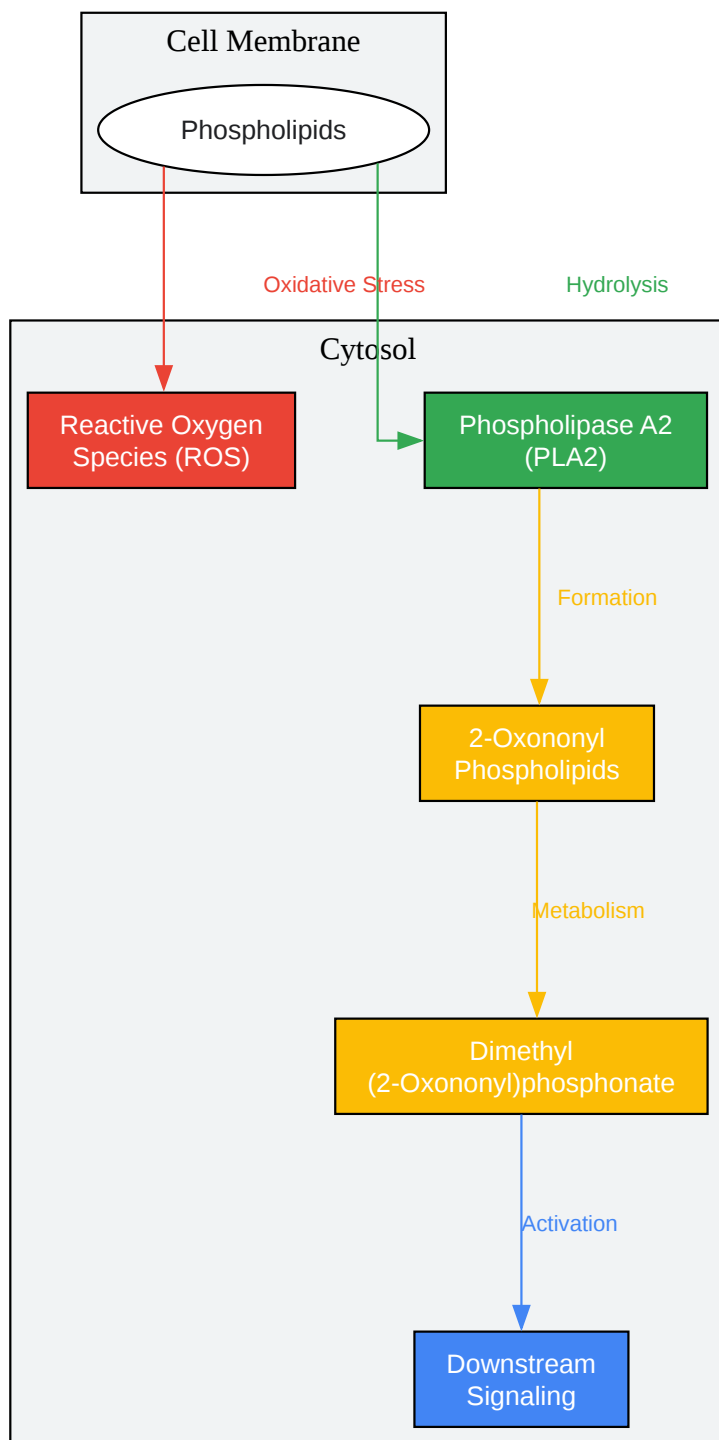 Cell Membrane
Phospholipids
Oxidative Stress
Hydrolysis
Cytosol
Reactive Oxygen
Species (ROS)
Phospholipase A2
(PLA2)
Formation
2-Oxononyl
Phospholipids
Metabolism
Dimethyl
(2-Oxononyl)phosphonate
Activation
Downstream
Signaling